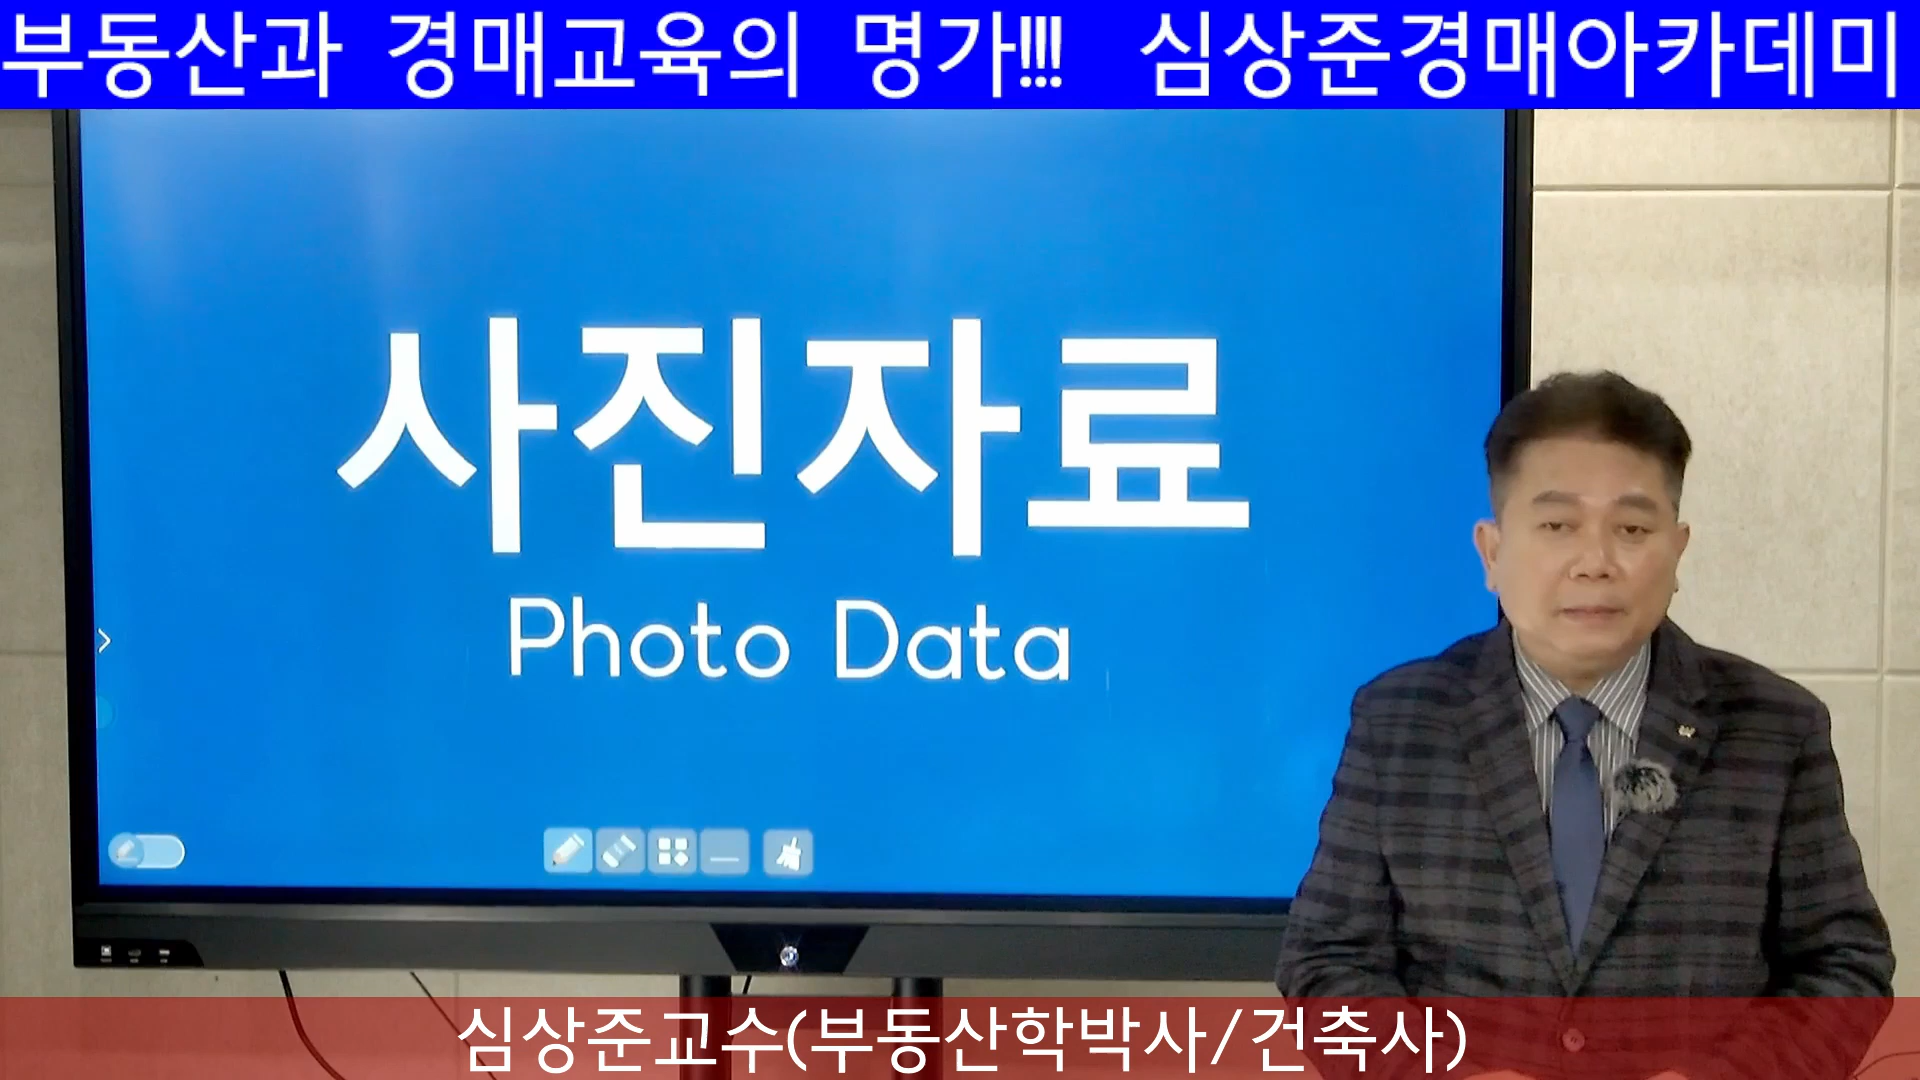 부동산과 경매교육의 명가!!!! 심상준경매아카데미
사진자료
Photo Data
심상준교수(부동산학박사/건축사)